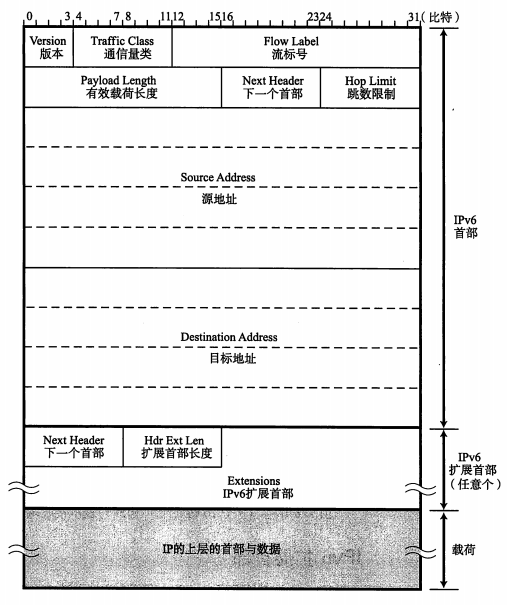 0 3 4 7 8 11 12 15 16 23 24 31 (比特)
Version Traffic Class Flow Label
版本 通信量类 流标号
Payload Length Next Header Hop Limit
有效载荷长度 下一个首部 跳数限制
Source Address
源地址
IPv6
首部
Destination Address
目标地址
Next Header Hdr Ext Len
下一个首部 扩展首部长度
Extensions
IPv6扩展首部
IPv6
扩展首部
(任意个)
IP的上层的首部与数据
载荷